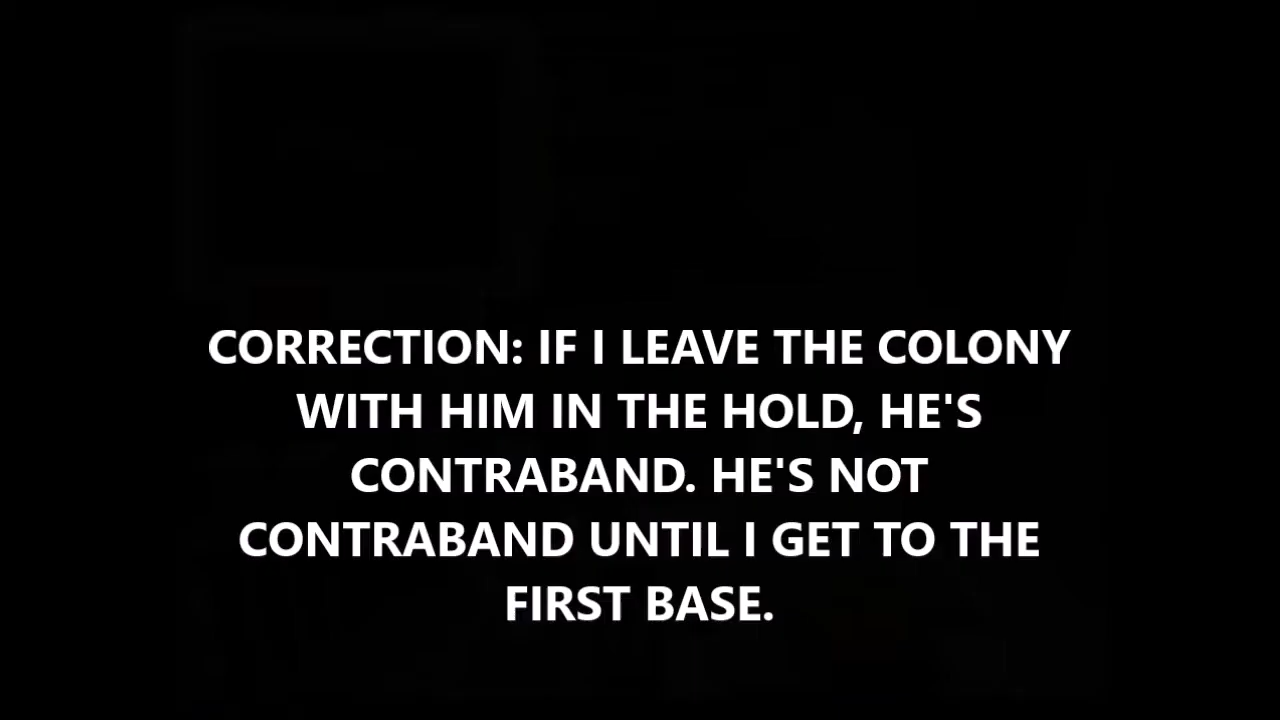 CORRECTION: IF I LEAVE THE COLONY
WITH HIM IN THE HOLD, HE'S
CONTRABAND. HE'S NOT
CONTRABAND UNTIL I GET TO THE
FIRST BASE.